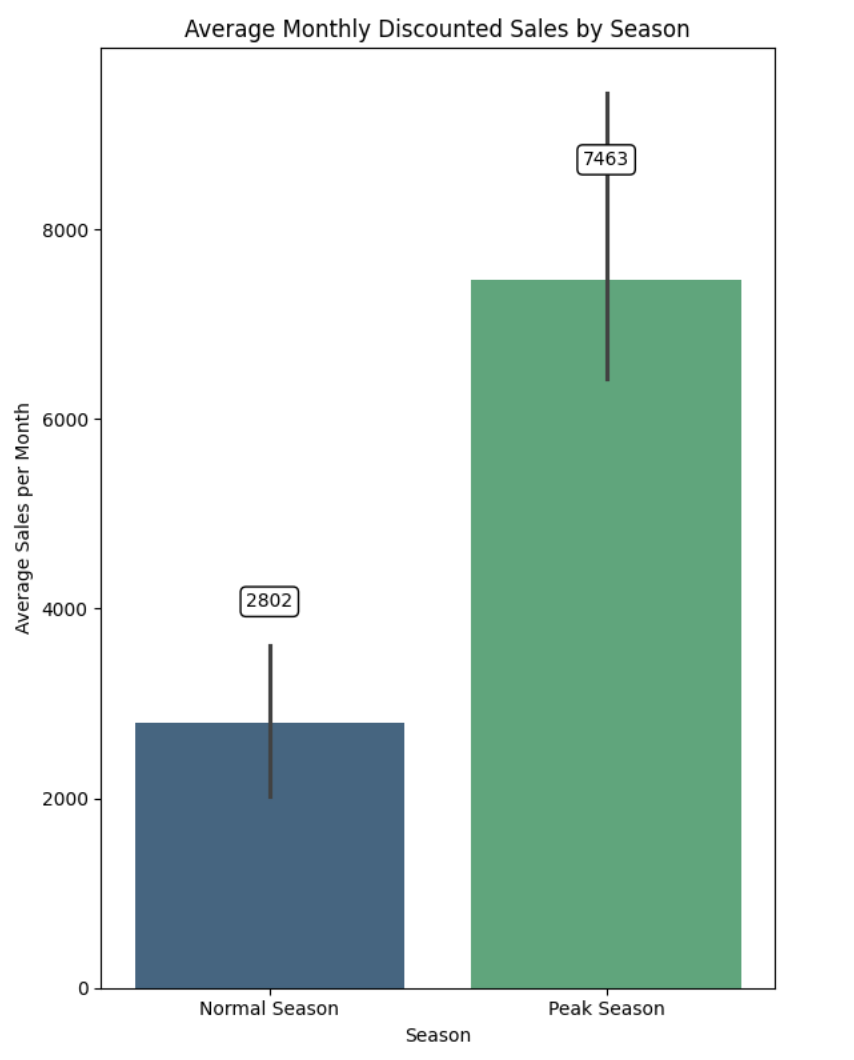 Average Monthly Discounted Sales by Season
7463
8000
6000
Average Sales per Month
4000
2802
2000
0
Normal Season
Peak Season
Season